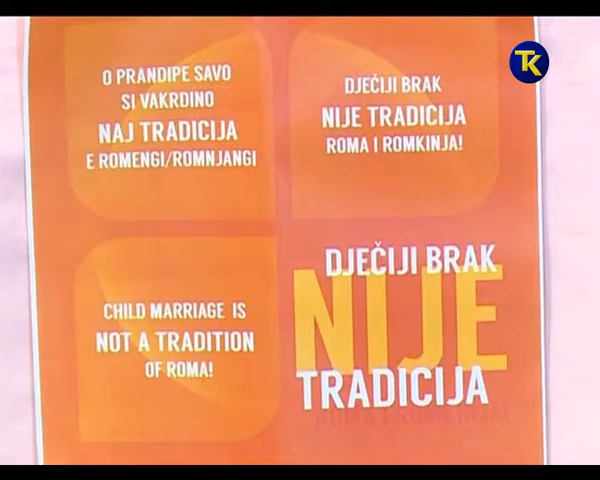 TK
O PRANDIPE SAVO
SI VAKRDINO
NAJ TRADICIJA
E ROMENGI/ROMNJANGI
DJEČIJI BRAK
NIJE TRADICIJA
ROMA I ROMKINJA!
CHILD MARRIAGE IS
NOT A TRADITION
OF ROMA!
DJEČIJI BRAK
NIJE
TRADICIJA